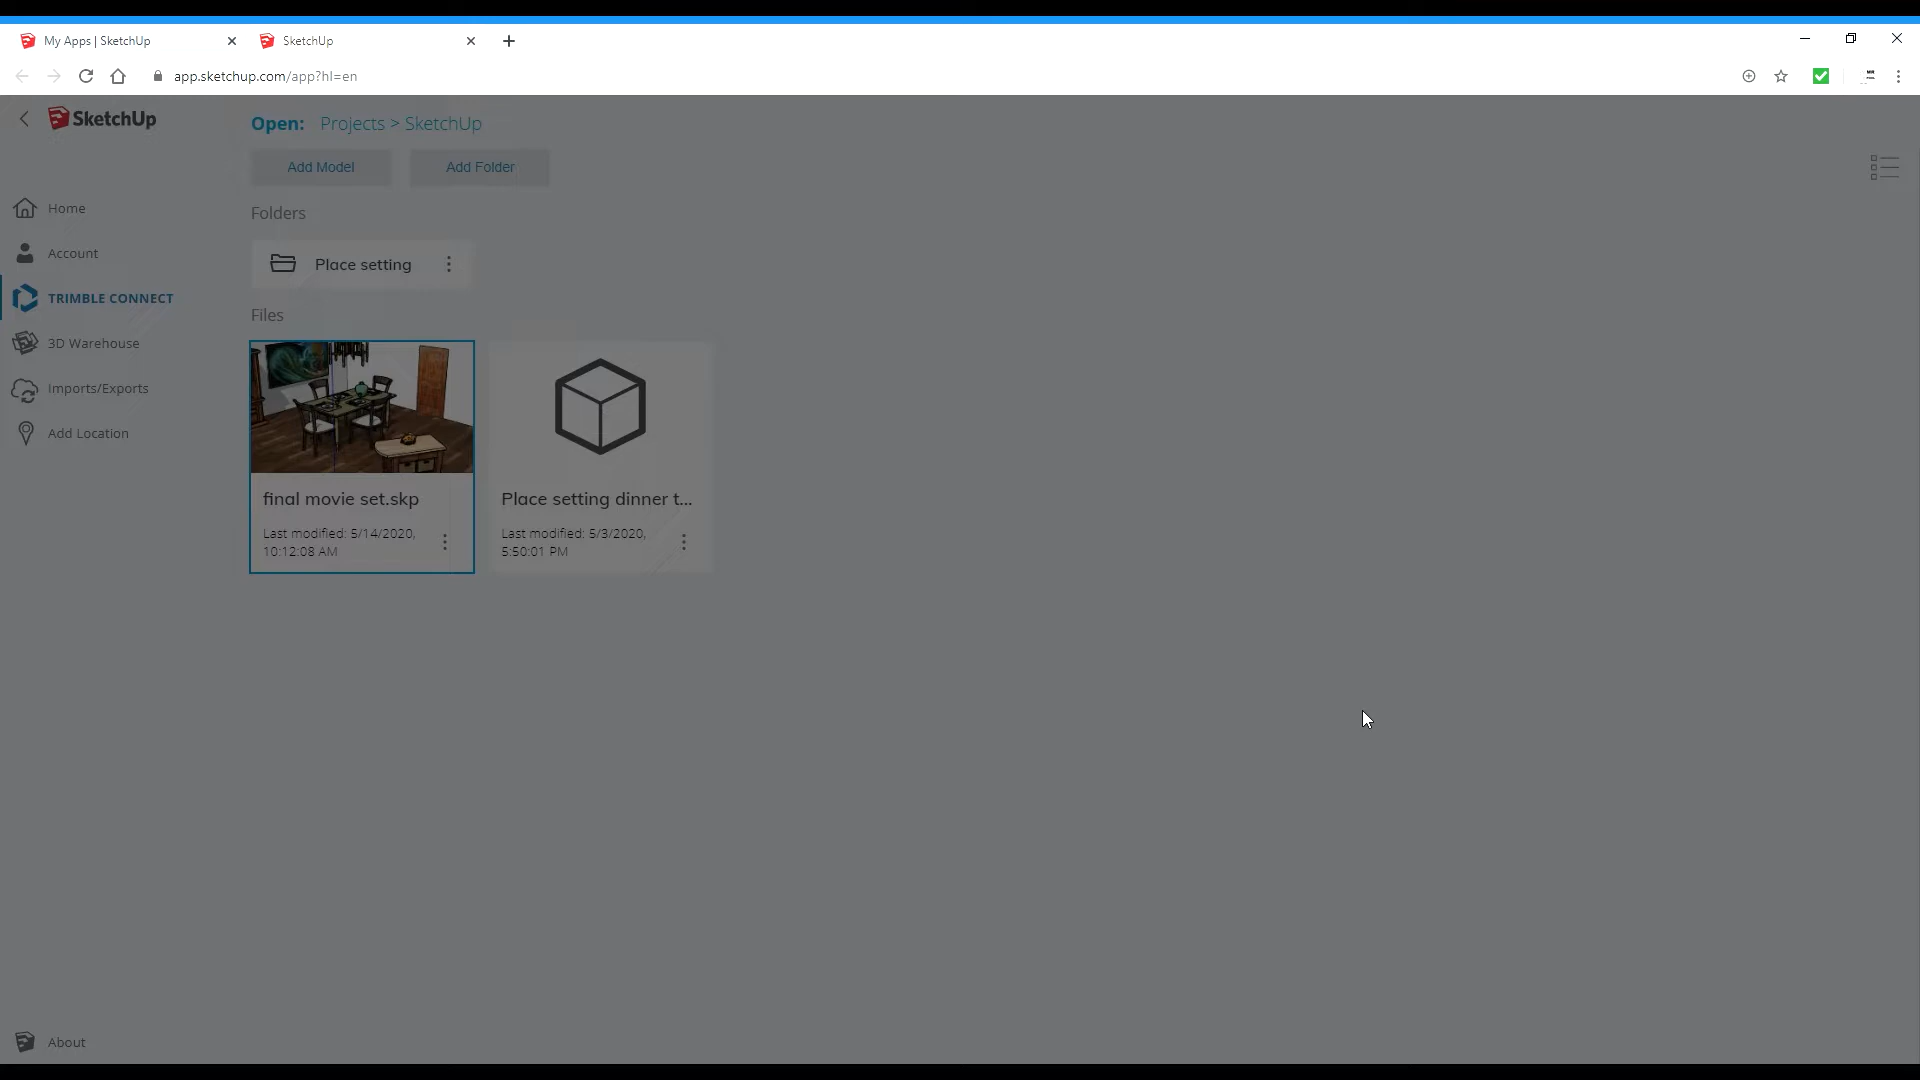 My Apps | SketchUp
SketchUp
app.sketchup.com/app?hl=en
SketchUp
Open: Projects > SketchUp
Add Model
Add Folder
Home
Folders
Account
Place setting
TRIMBLE CONNECT
Files
3D Warehouse
Imports/Exports
Add Location
final movie set.skp
Last modified: 5/14/2020,
10:12:08 AM
Place setting dinner t...
Last modified: 5/3/2020,
5:50:01 PM
About